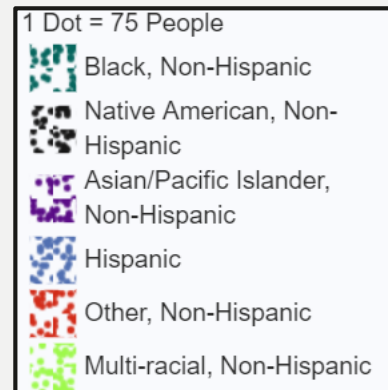 1 Dot = 75 People
Black, Non-Hispanic
Native American, Non-
Hispanic
Asian/Pacific Islander,
Non-Hispanic
Hispanic
Other, Non-Hispanic
Multi-racial, Non-Hispanic